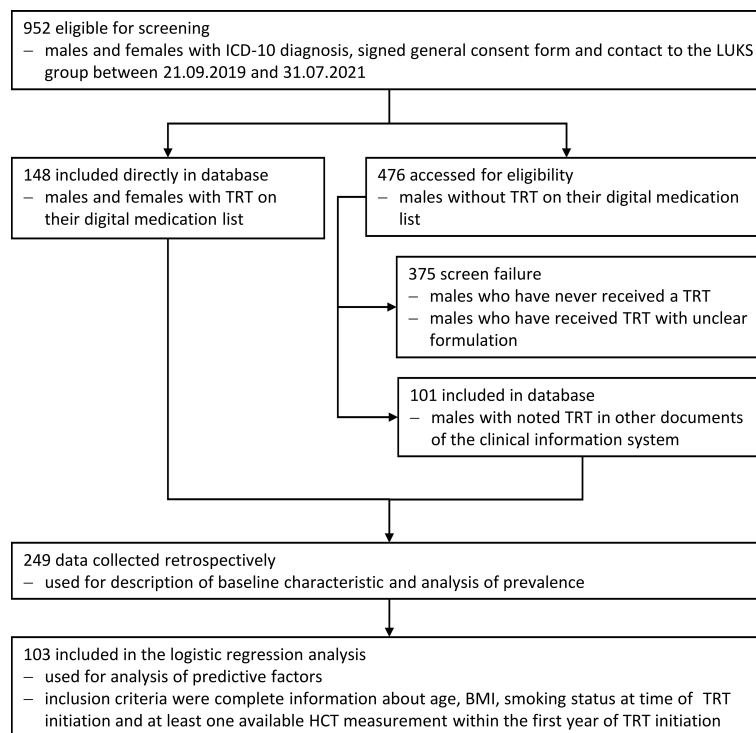 952 eligible for screening
– males and females with ICD-10 diagnosis, signed general consent form and contact to the LUKS
group between 21.09.2019 and 31.07.2021
148 included directly in database
– males and females with TRT on
their digital medication list
476 accessed for eligibility
– males without TRT on their digital medication
list
375 screen failure
– males who have never received a TRT
– males who have received TRT with unclear
formulation
101 included in database
– males with noted TRT in other documents
of the clinical information system
249 data collected retrospectively
– used for description of baseline characteristic and analysis of prevalence
103 included in the logistic regression analysis
– used for analysis of predictive factors
– inclusion criteria were complete information about age, BMI, smoking status at time of TRT
initiation and at least one available HCT measurement within the first year of TRT initiation